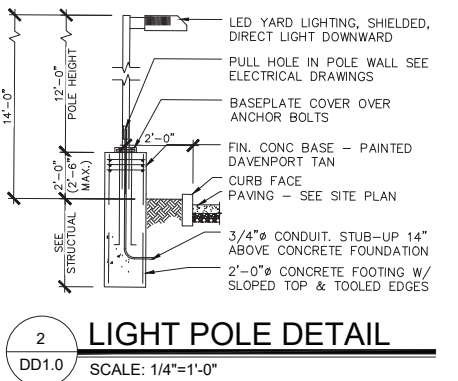 LED YARD LIGHTING, SHIELDED,
DIRECT LIGHT DOWNWARD
PULL HOLE IN POLE WALL SEE
ELECTRICAL DRAWINGS
BASEPLATE COVER OVER
ANCHOR BOLTS
14'-0"
12'-0"
POLE HEIGHT
2'-0"
2'-0"
(2'-6"
MAX.)
SEE
STRUCTUAL
FIN. CONC BASE – PAINTED
DAVENPORT TAN
CURB FACE
PAVING – SEE SITE PLAN
3/4"ø CONDUIT. STUB-UP 14"
ABOVE CONCRETE FOUNDATION
2'-0"ø CONCRETE FOOTING W/
SLOPED TOP & TOOLED EDGES
2
DD1.0
LIGHT POLE DETAIL
SCALE: 1/4"=1'-0"